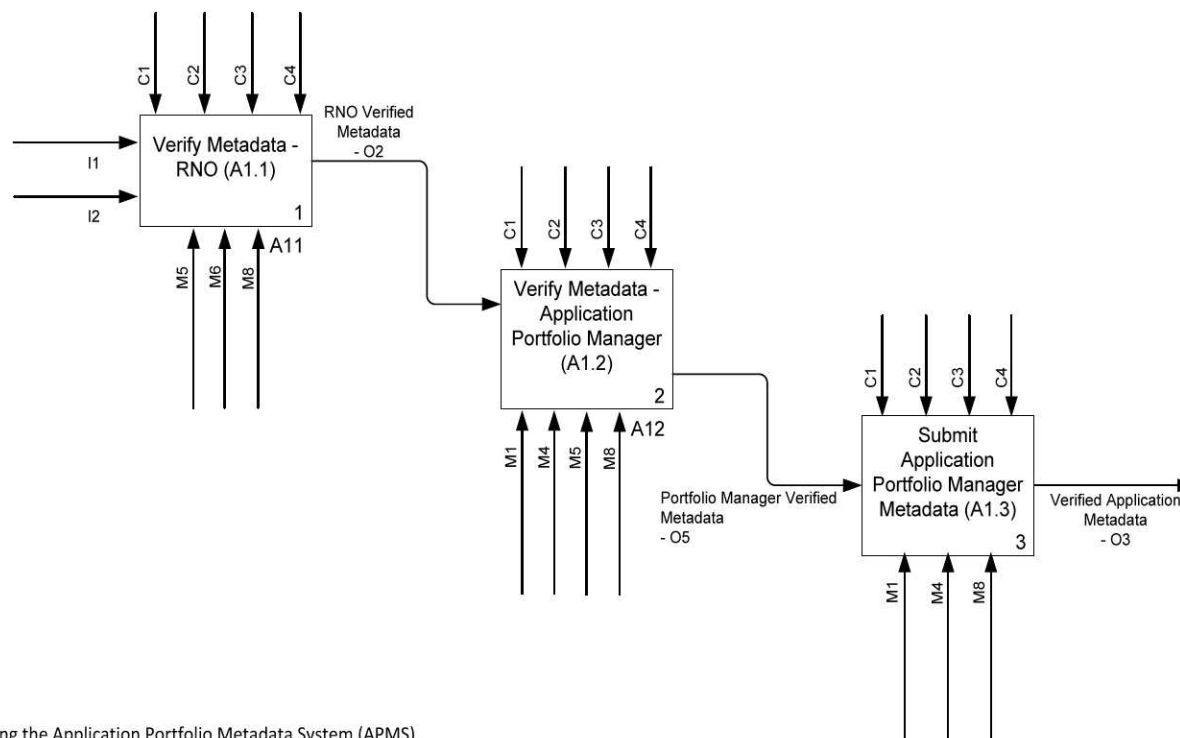 C1
C2
C3
C4
Verify Metadata -
RNO (A1.1)
1
I1
I2
A11
M5
M6
M8
RNO Verified
Metadata
- O2
C1
C2
C3
C4
Verify Metadata -
Application
Portfolio Manager
(A1.2)
2
A12
M1
M4
M5
M8
Portfolio Manager Verified
Metadata
- O5
C1
C2
C3
C4
Submit
Application
Portfolio Manager
Metadata (A1.3)
3
M1
M4
M8
Verified Application
Metadata
- O3
ng the Application Portfolio Metadata System (APMS)